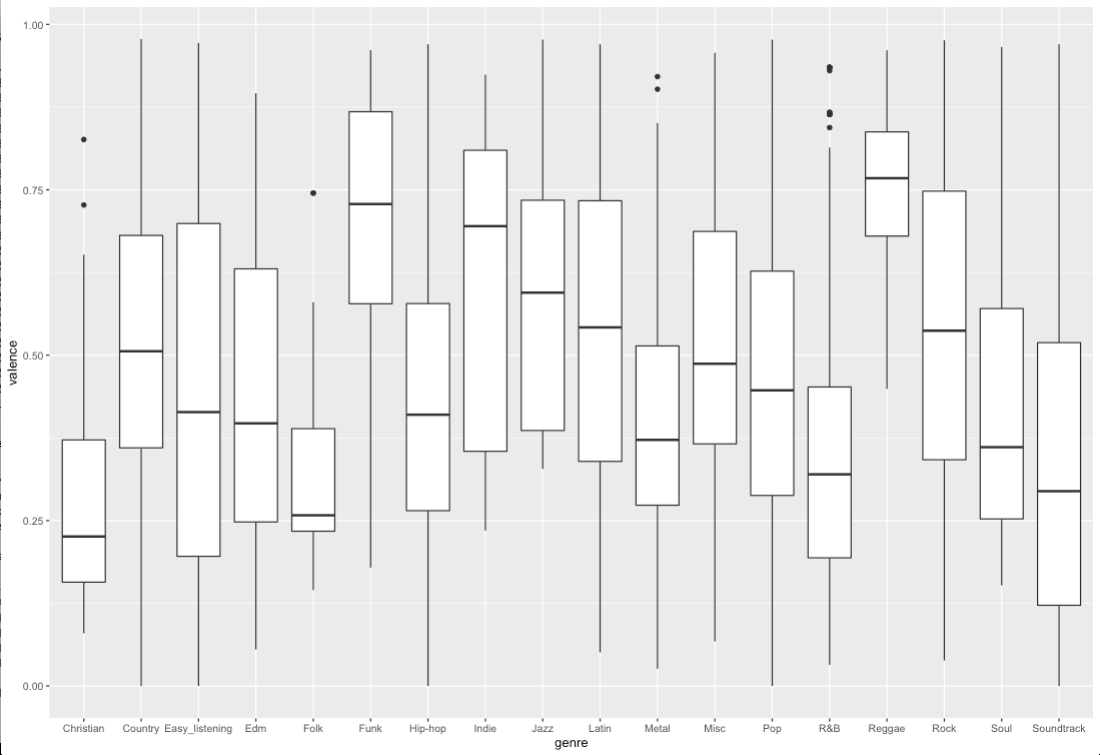 1.00
0.75
0.50
0.25
0.00
valence
Christian Country Easy_listening Edm Folk Funk Hip-hop Indie Jazz Latin Metal Misc Pop R&B Reggae Rock Soul Soundtrack
genre